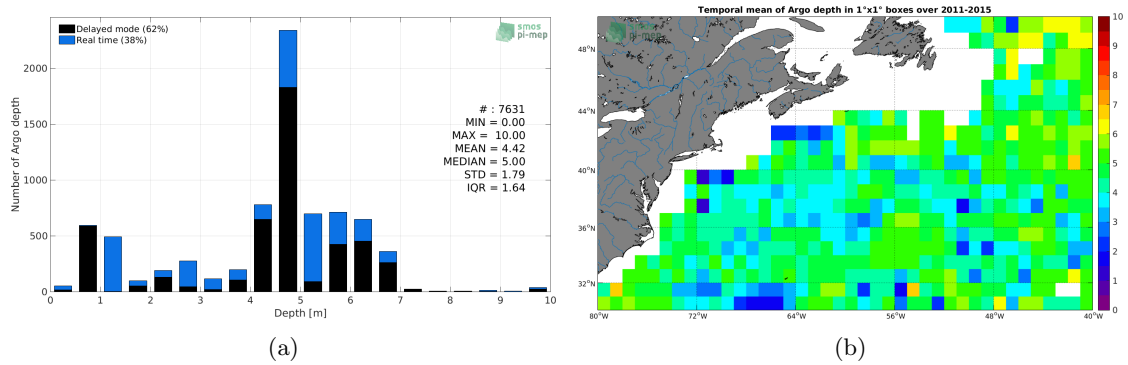 Delayed mode (62%)
Real time (38%)
smos
pi-mep
Number of Argo depth
2000
1500
1000
500
0
# : 7631
MIN = 0.00
MAX = 10.00
MEAN = 4.42
MEDIAN = 5.00
STD = 1.79
IQR = 1.64
0 1 2 3 4 5 6 7 8 9 10
Depth [m]
(a)
Temporal mean of Argo depth in 1°x1° boxes over 2011-2015
smos
pi-mep
48°N
44°N
40°N
36°N
32°N
80°W 72°W 64°W 56°W 48°W 40°W
10
9
8
7
6
5
4
3
2
1
0
(b)